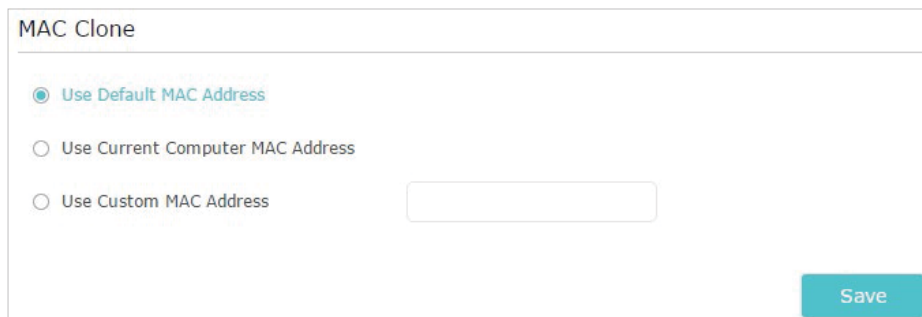 MAC Clone
Use Default MAC Address
Use Current Computer MAC Address
Use Custom MAC Address
Save